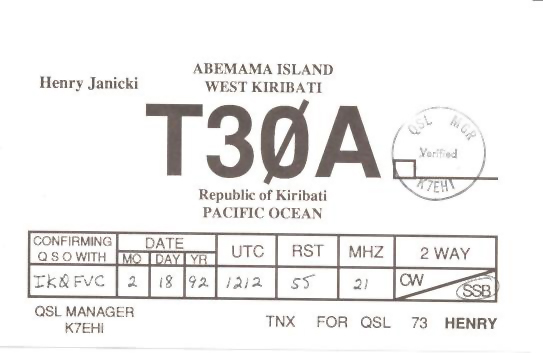 ABEMAMA ISLAND
Henry Janicki
WEST KIRIBATI
T3ØA
QSL MGR
Verified
K7EHI
Republic of Kiribati
PACIFIC OCEAN
CONFIRMING QSO WITH DATE MO DAY YR UTC RST MHZ 2 WAY
IKØFVC 2 18 92 1212 55 21 CW SSB
QSL MANAGER
K7EHI
TNX FOR QSL 73 HENRY